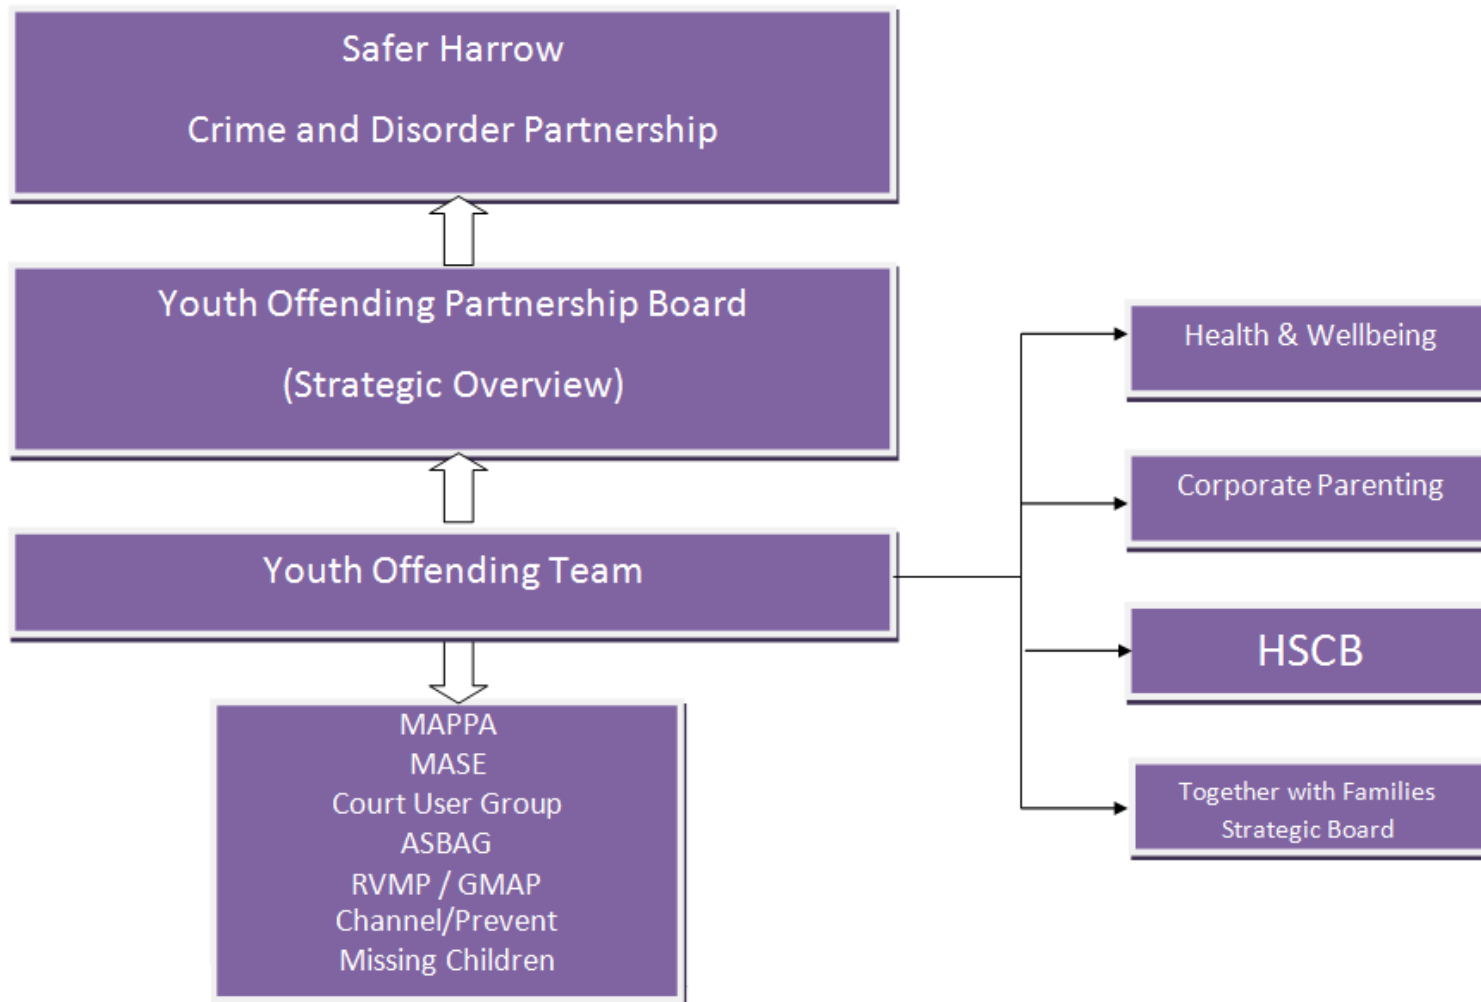 Safer Harrow
Crime and Disorder Partnership
Youth Offending Partnership Board
(Strategic Overview)
Youth Offending Team
MAPPA
MASE
Court User Group
ASBAG
RVMP / GMAP
Channel/Prevent
Missing Children
Health & Wellbeing
Corporate Parenting
HSCB
Together with Families
Strategic Board